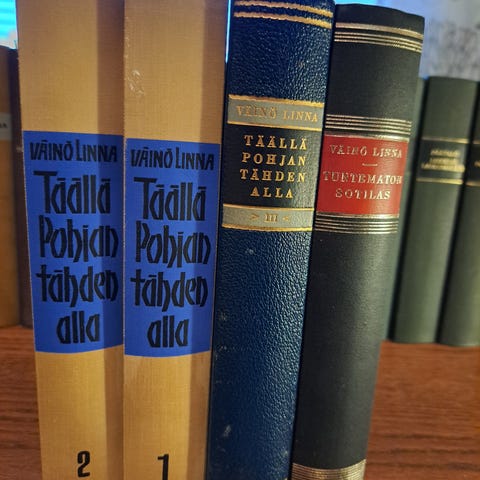 VÄINÖ LINNA
Täällä
Pohjan
tähden
alla
2
VÄINÖ LINNA
Täällä
Pohjan
tähden
alla
1
VÄINÖ LINNA
TÄÄLLÄ
POHJAN
TÄHDEN
ALLA
III
VÄINÖ LINNA
TUNTEMATON
SOTILAS